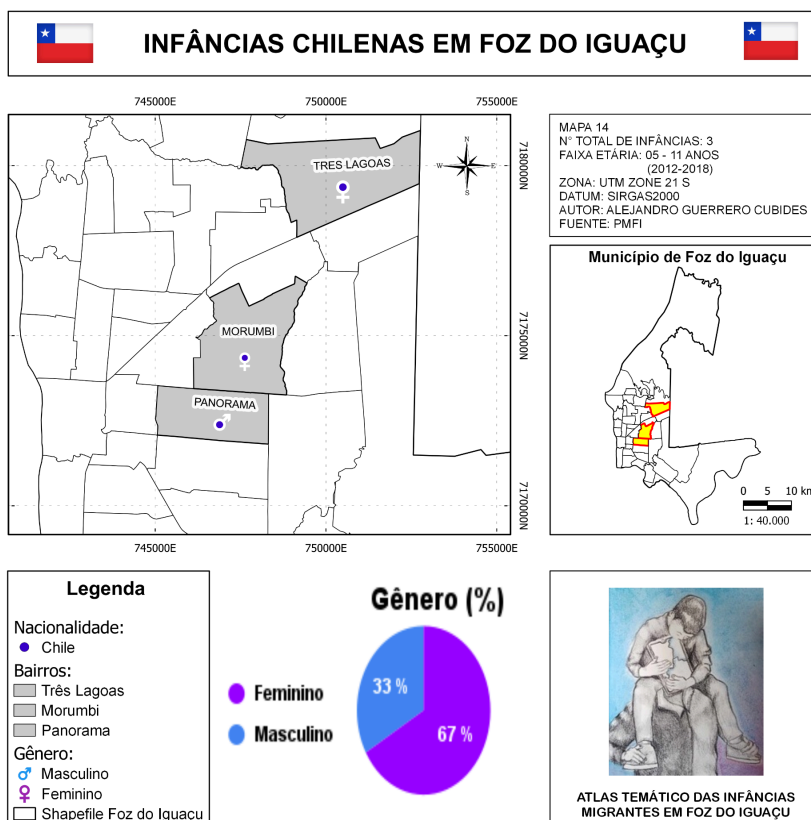 INFÂNCIAS CHILENAS EM FOZ DO IGUAÇU
745000E
750000E
755000E
7180000N
7175000N
7170000N
TRES LAGOAS
N
W
E
S
MORUMBI
PANORAMA
745000E
750000E
755000E
MAPA 14
N° TOTAL DE INFÂNCIAS: 3
FAIXA ETÁRIA: 05 - 11 ANOS
(2012-2018)
ZONA: UTM ZONE 21 S
DATUM: SIRGAS2000
AUTOR: ALEJANDRO GUERRERO CUBIDES
FUENTE: PMFI
Município de Foz do Iguaçu
0 5 10 km
1: 40.000
Legenda
Nacionalidade:
Chile
Bairros:
Três Lagoas
Morumbi
Panorama
Gênero:
Masculino
Feminino
Shapefile Foz do Iguaçu
Gênero (%)
Feminino
Masculino
33 %
67 %
ATLAS TEMÁTICO DAS INFÂNCIAS
MIGRANTES EM FOZ DO IGUAÇU